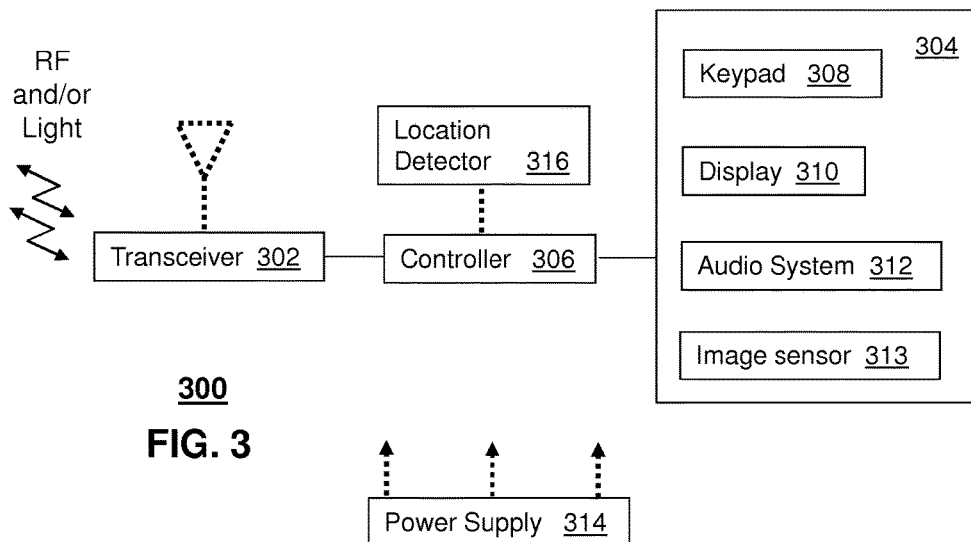 RF
and/or
Light
Transceiver 302
Location
Detector 316
Controller 306
304
Keypad 308
Display 310
Audio System 312
Image sensor 313
300
FIG. 3
Power Supply 314